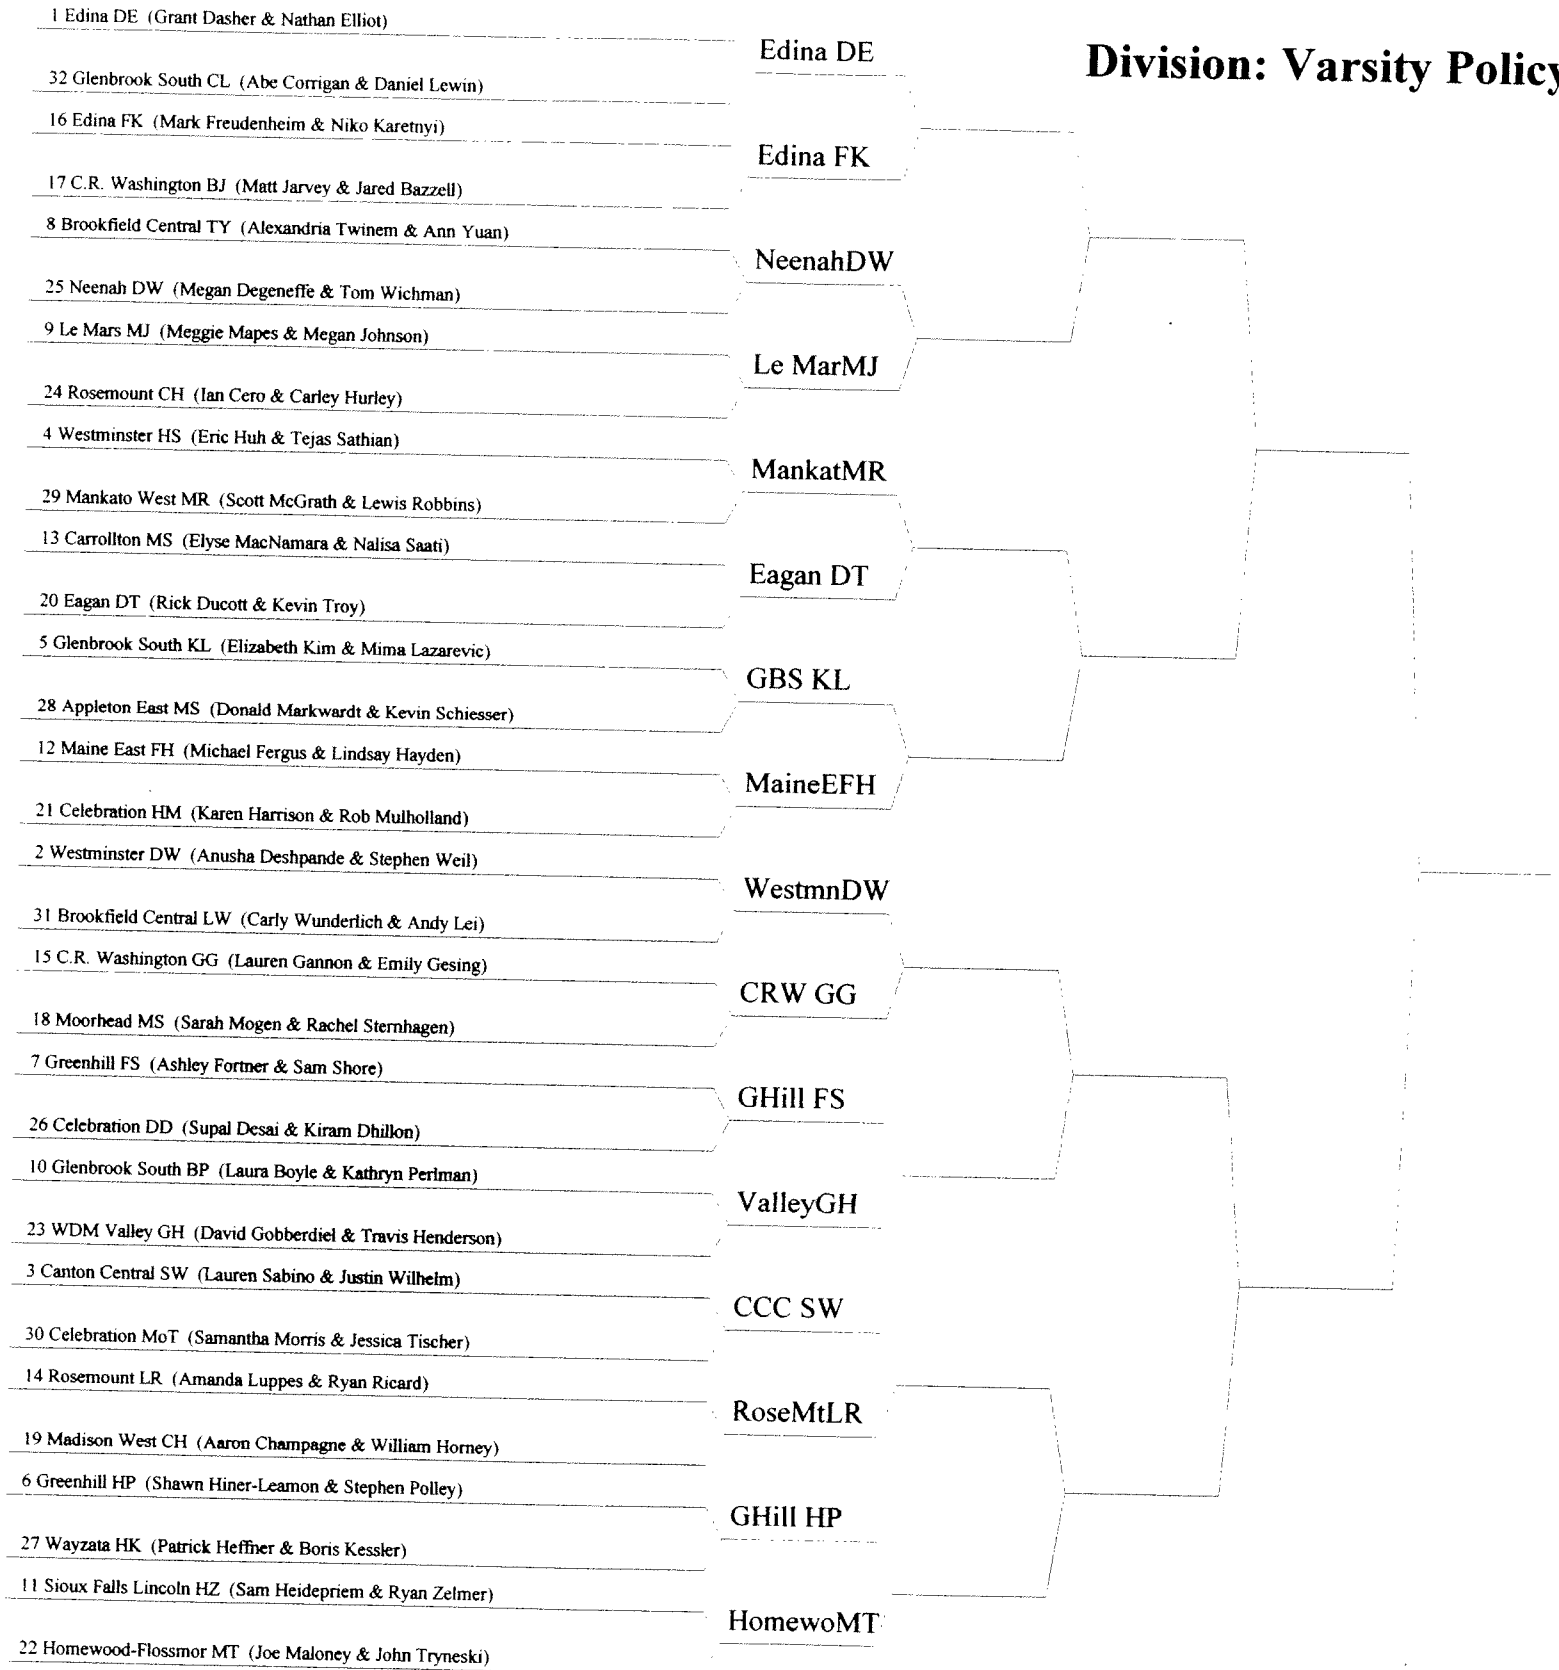 1 Edina DE (Grant Dasher & Nathan Elliot)
Edina DE
Division: Varsity Policy
32 Glenbrook South CL (Abe Corrigan & Daniel Lewin)
16 Edina FK (Mark Freudenheim & Niko Karetnyi)
Edina FK
17 C.R. Washington BJ (Matt Jarvey & Jared Bazzell)
8 Brookfield Central TY (Alexandria Twinem & Ann Yuan)
NeenahDW
25 Neenah DW (Megan Degeneffe & Tom Wichman)
9 Le Mars MJ (Meggie Mapes & Megan Johnson)
Le MarMJ
24 Rosemount CH (Ian Cero & Carley Hurley)
4 Westminster HS (Eric Huh & Tejas Sathian)
MankatMR
29 Mankato West MR (Scott McGrath & Lewis Robbins)
13 Carrollton MS (Elyse MacNamara & Nalisa Saati)
Eagan DT
20 Eagan DT (Rick Ducott & Kevin Troy)
5 Glenbrook South KL (Elizabeth Kim & Mima Lazarevic)
GBS KL
28 Appleton East MS (Donald Markwardt & Kevin Schiesser)
12 Maine East FH (Michael Fergus & Lindsay Hayden)
MaineEFH
21 Celebration HM (Karen Harrison & Rob Mulholland)
2 Westminster DW (Anusha Deshpande & Stephen Weil)
WestmnDW
31 Brookfield Central LW (Carly Wunderlich & Andy Lei)
15 C.R. Washington GG (Lauren Gannon & Emily Gesing)
CRW GG
18 Moorhead MS (Sarah Mogen & Rachel Sternhagen)
7 Greenhill FS (Ashley Fortner & Sam Shore)
GHill FS
26 Celebration DD (Supal Desai & Kiram Dhillon)
10 Glenbrook South BP (Laura Boyle & Kathryn Perlman)
ValleyGH
23 WDM Valley GH (David Gobberdiel & Travis Henderson)
3 Canton Central SW (Lauren Sabino & Justin Wilhelm)
CCC SW
30 Celebration MoT (Samantha Morris & Jessica Tischer)
14 Rosemount LR (Amanda Luppes & Ryan Ricard)
RoseMtLR
19 Madison West CH (Aaron Champagne & William Horney)
6 Greenhill HP (Shawn Hiner-Leamon & Stephen Polley)
GHill HP
27 Wayzata HK (Patrick Heffner & Boris Kessler)
11 Sioux Falls Lincoln HZ (Sam Heidepriem & Ryan Zelmer)
HomewoMT
22 Homewood-Flossmor MT (Joe Maloney & John Tryneski)